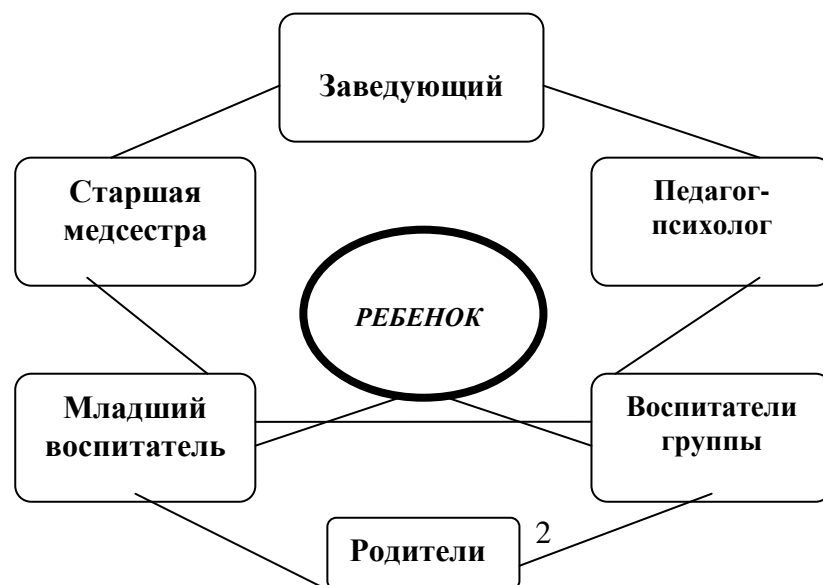 Заведующий
Старшая
медсестра
Педагог-
психолог
РЕБЕНОК
Младший
воспитатель
Воспитатели
группы
Родители
2